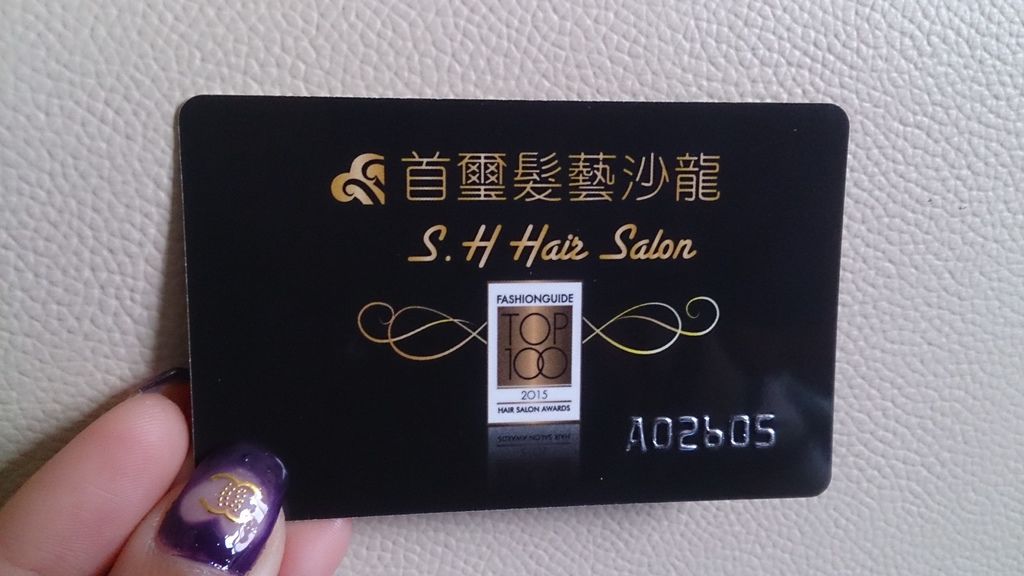 首璽髮藝沙龍
S.H Hair Salon
FASHIONGUIDE
TOP
100
2015
HAIR SALON AWARDS
A02605